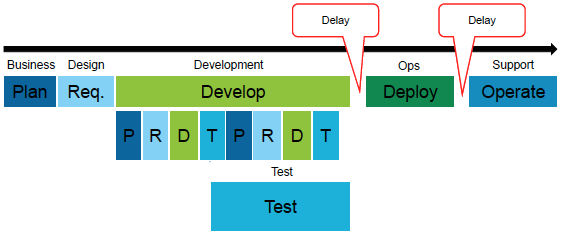 Delay
Delay
Business Design Development Ops Support
Plan Req. Develop Deploy Operate
P R D T P R D T
Test
Test